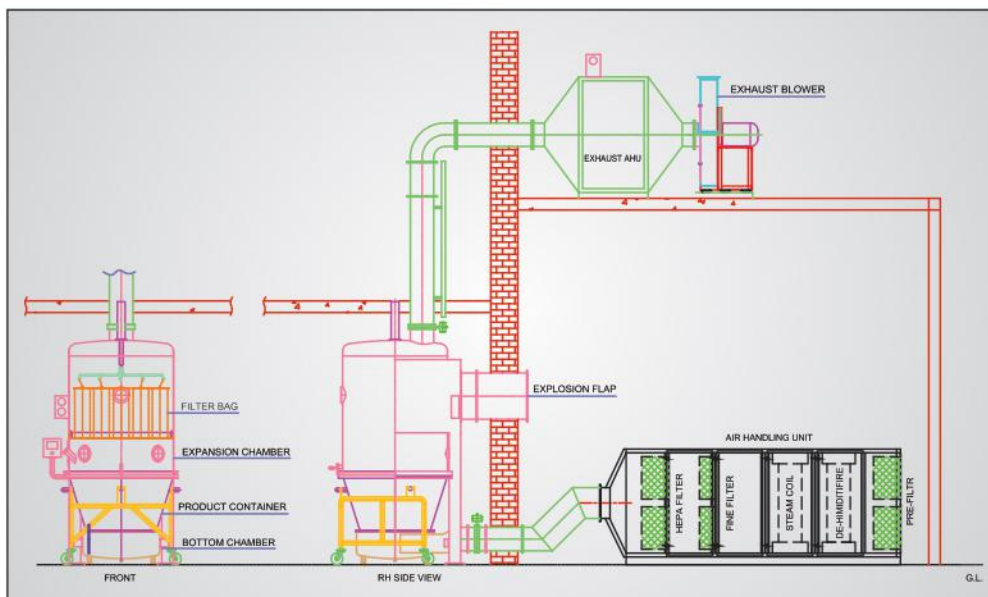 EXHAUST BLOWER
EXHAUST AHU
EXPLOSION FLAP
FILTER BAG
EXPANSION CHAMBER
PRODUCT CONTAINER
BOTTOM CHAMBER
AIR HANDLING UNIT
HEPA FILTER
FINE FILTER
STEAM COIL
DE-HIMIDITIFIRE
PRE-FILTR
FRONT
RH SIDE VIEW
G.L.